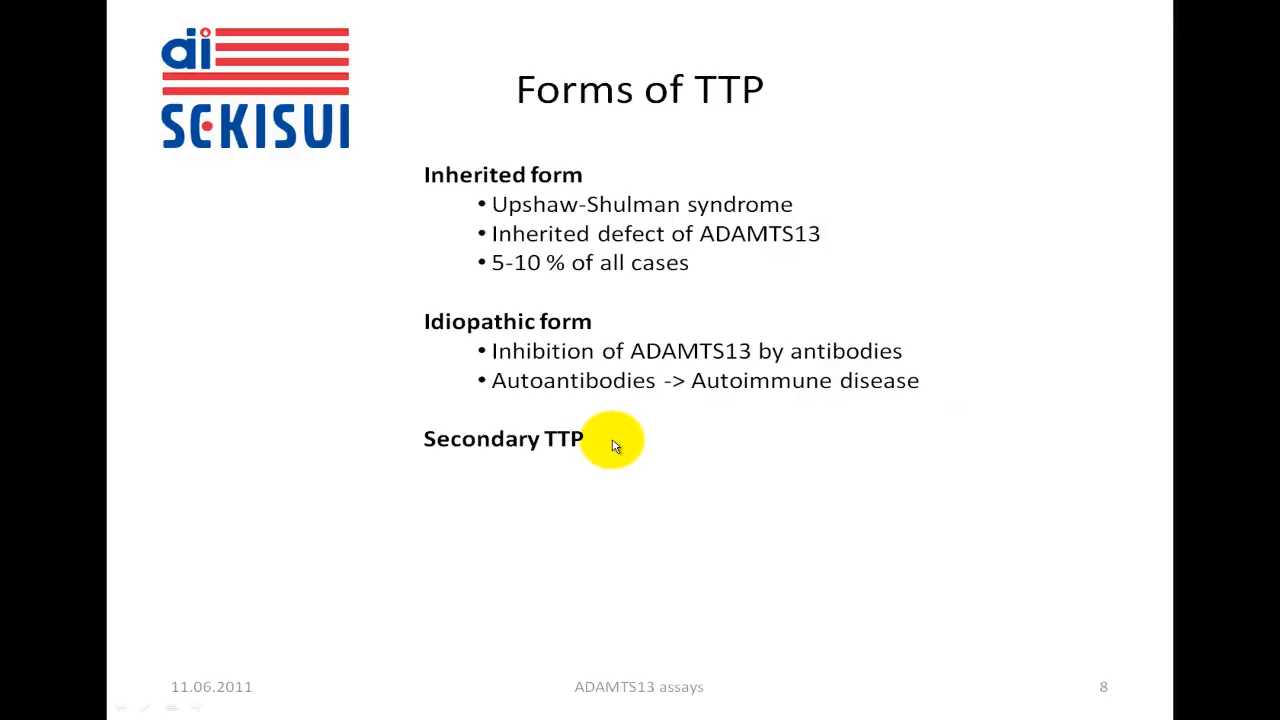 ai
SEKISUI
Forms of TTP
Inherited form
• Upshaw-Shulman syndrome
• Inherited defect of ADAMTS13
• 5-10 % of all cases
Idiopathic form
• Inhibition of ADAMTS13 by antibodies
• Autoantibodies -> Autoimmune disease
Secondary TTP
11.06.2011
ADAMTS13 assays
8